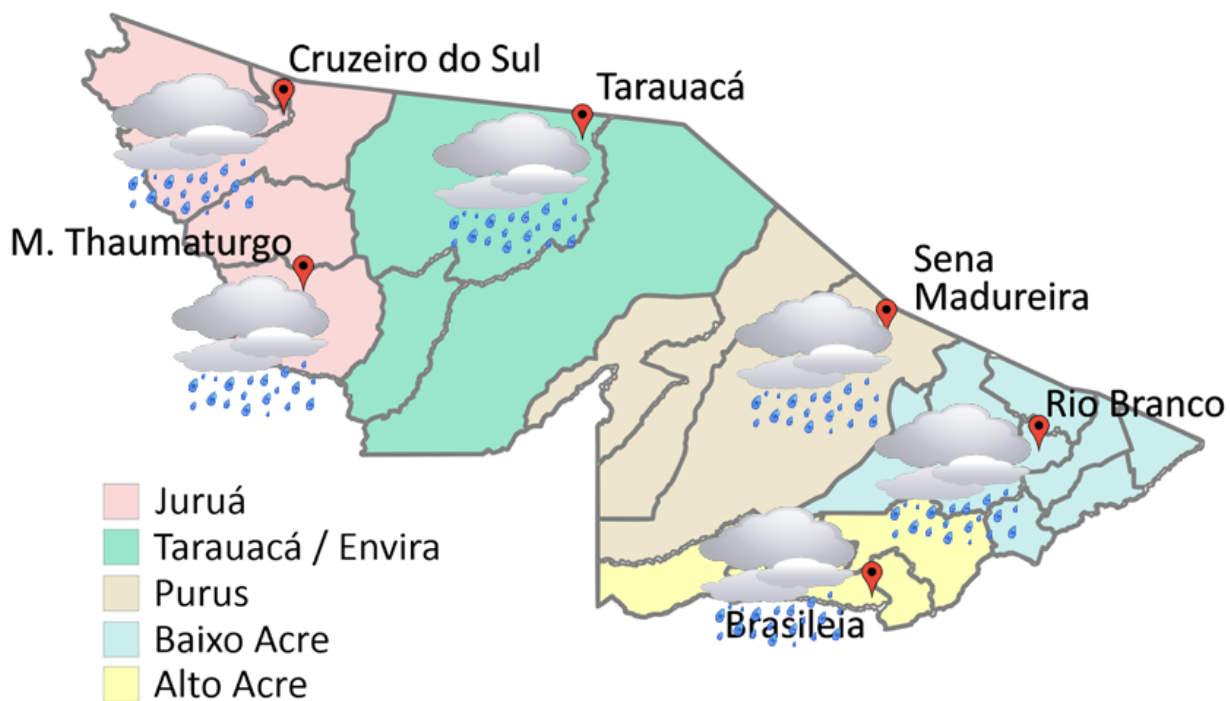 Cruzeiro do Sul
Tarauacá
M. Thaumaturgo
Sena
Madureira
Rio Branco
Brasileia
Juruá
Tarauacá / Envira
Purus
Baixo Acre
Alto Acre